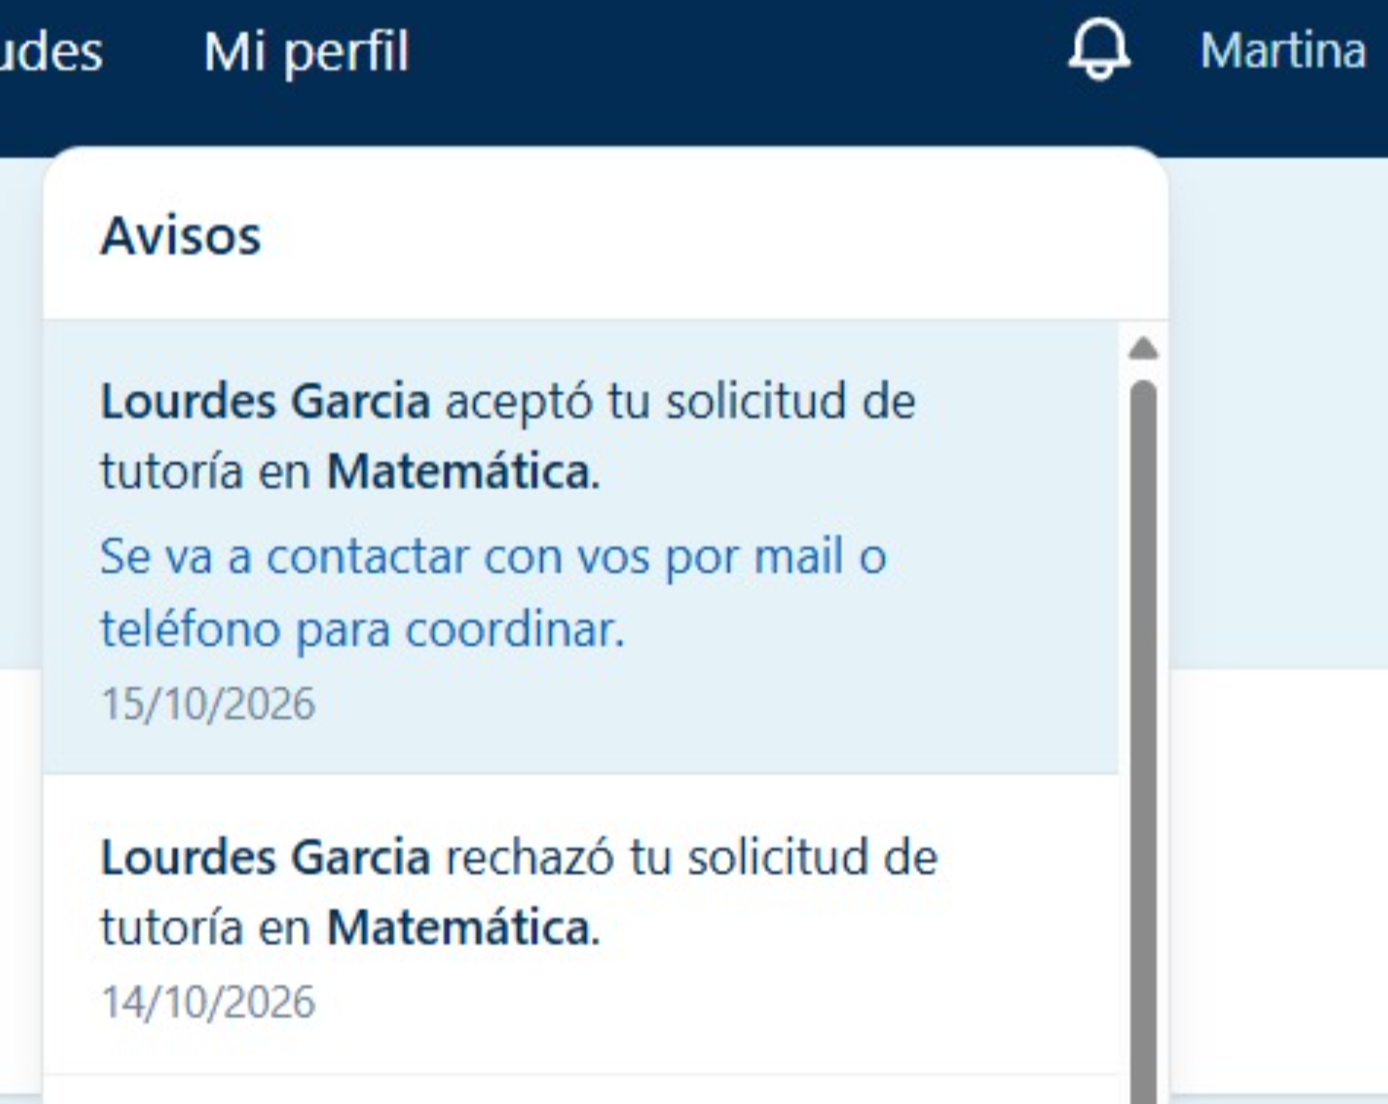 udes Mi perfil Martina
Avisos
Lourdes Garcia aceptó tu solicitud de
tutoría en Matemática.
Se va a contactar con vos por mail o
teléfono para coordinar.
15/10/2026
Lourdes Garcia rechazó tu solicitud de
tutoría en Matemática.
14/10/2026